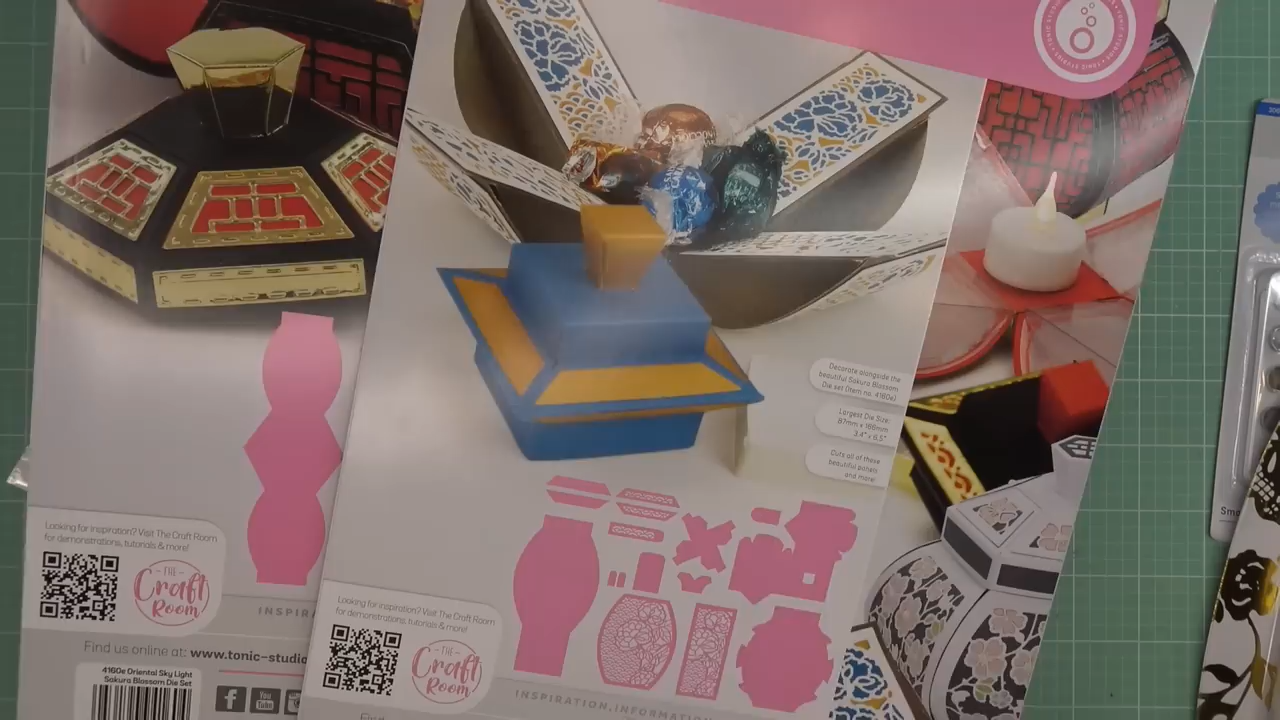 Decorate alongside the
beautiful Sakura Blossom
Die set (Item no. 4160e)
Largest Die Size:
87mm x 166mm
3.4" x 6.5"
Cuts all of these
beautiful panels
and more!
Looking for inspiration? Visit The Craft Room
for demonstrations, tutorials & more!
THE
Craft
Room
INSPIRA
Find us online at: www.tonic-studio
4160e Oriental Sky Light
Sakura Blossom Die Set
You
Tube
Looking for inspiration? Visit The Craft Room
for demonstrations, tutorials & more!
THE
Craft
Room
INSPIRATION, INFORMATION